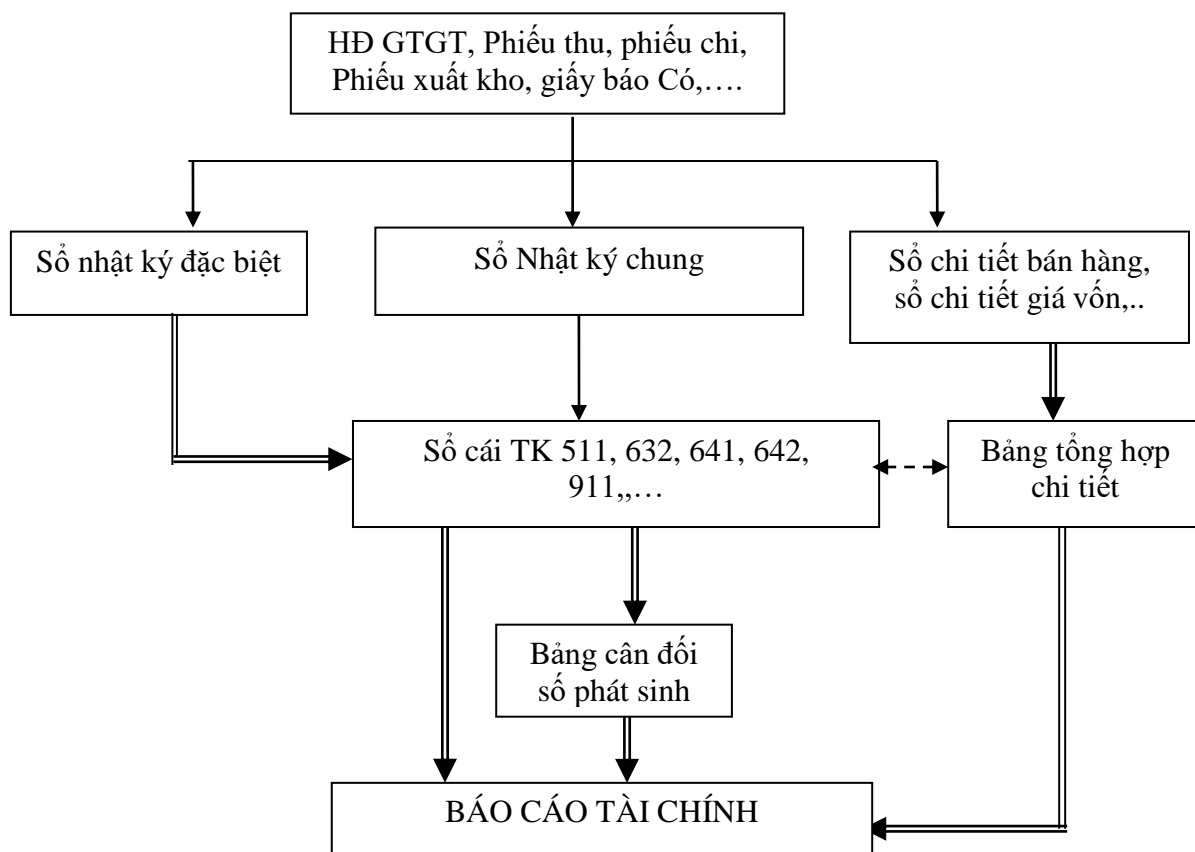 HĐ GTGT, Phiếu thu, phiếu chi,
Phiếu xuất kho, giấy báo Có,….
Sổ nhật ký đặc biệt
Sổ Nhật ký chung
Sổ chi tiết bán hàng,
sổ chi tiết giá vốn,..
Sổ cái TK 511, 632, 641, 642,
911,,,…
Bảng tổng hợp
chi tiết
Bảng cân đối
số phát sinh
BÁO CÁO TÀI CHÍNH